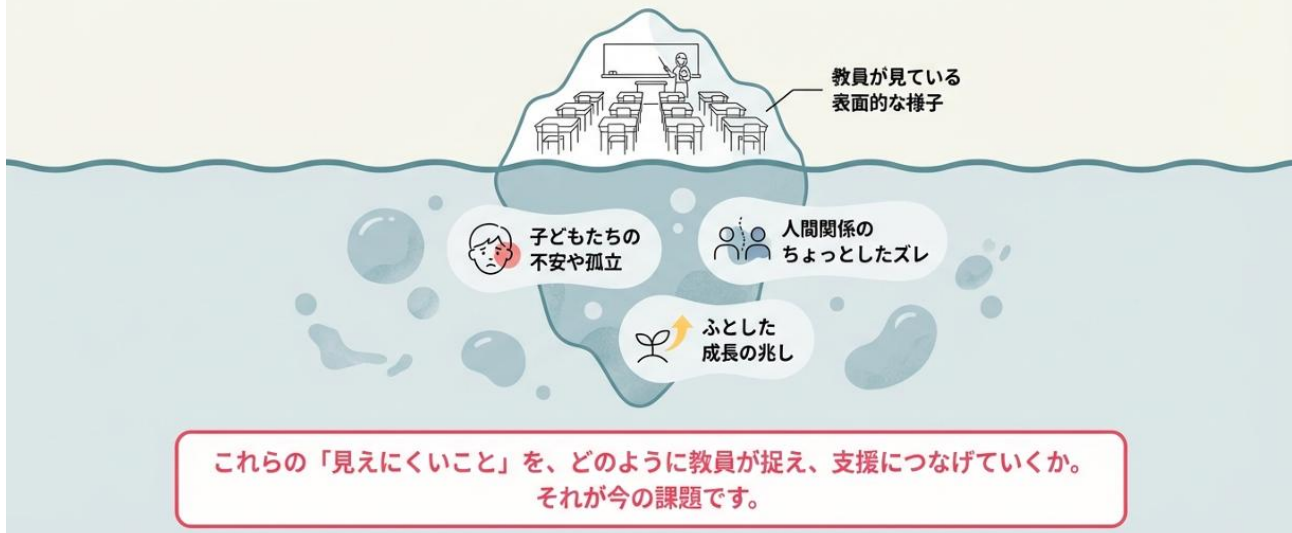 教員が見ている
表面的な様子
子どもたちの
不安や孤立
人間関係の
ちょっとしたズレ
ふとした
成長の兆し
これらの「見えにくいこと」を、どのように教員が捉え、支援につなげていくか。
それが今の課題です。